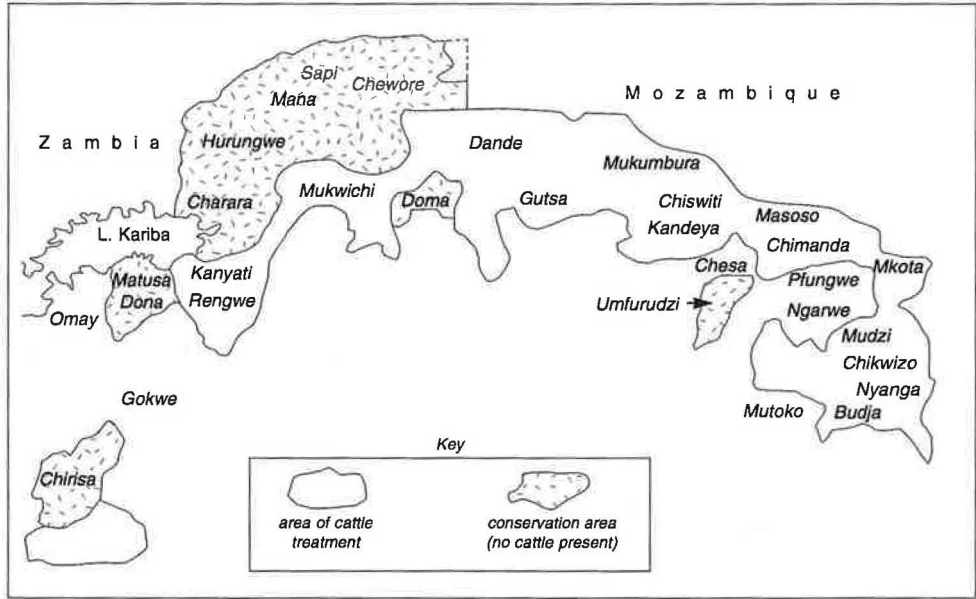 Sapi
Chewore
Mana
M o z a m b i q u e
Z a m b i a
Hurungwe
Dande
Mukumbura
Mukwichi
Doma
Charara
Gutsa
Chiswiti
Masoso
L. Kariba
Kandeya
Chimanda
Kanyati
Chesa
Mkota
Matusa
Dona
Pfungwe
Rengwe
Umfurudzi
Ngarwe
Omay
Mudzi
Chikwizo
Nyanga
Gokwe
Mutoko
Budja
Key
Chirisa
area of cattle
treatment
conservation area
(no cattle present)